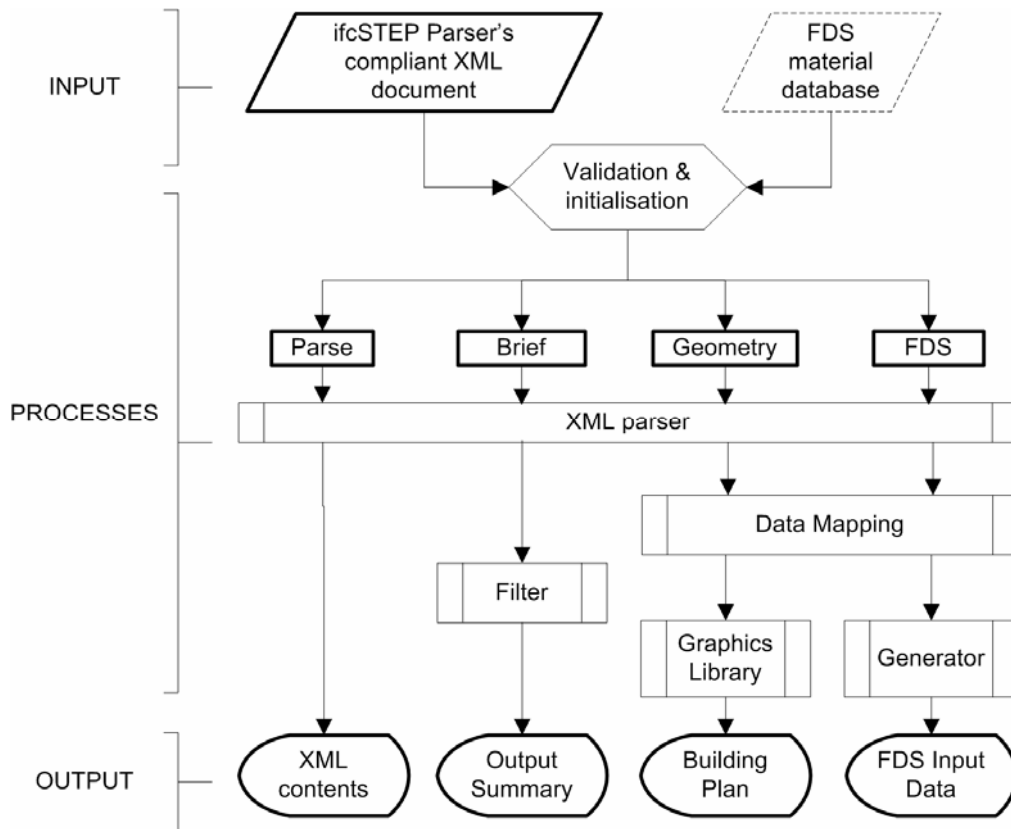 INPUT
ifcSTEP Parser's
compliant XML
document
FDS
material
database
Validation &
initialisation
PROCESSES
Parse
Brief
Geometry
FDS
XML parser
Data Mapping
Filter
Graphics
Library
Generator
OUTPUT
XML
contents
Output
Summary
Building
Plan
FDS Input
Data